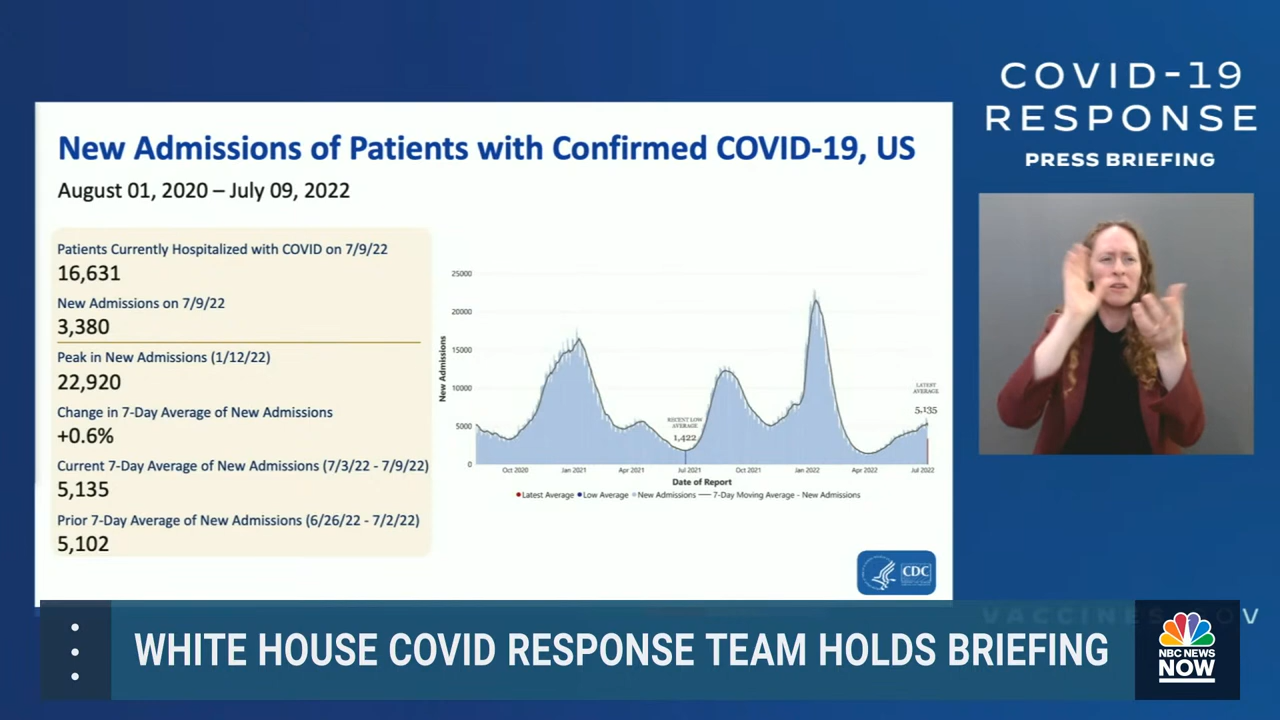 COVID-19
RESPONSE
PRESS BRIEFING
New Admissions of Patients with Confirmed COVID-19, US
August 01, 2020 – July 09, 2022
Patients Currently Hospitalized with COVID on 7/9/22
16,631
New Admissions on 7/9/22
3,380
Peak in New Admissions (1/12/22)
22,920
Change in 7-Day Average of New Admissions
+0.6%
Current 7-Day Average of New Admissions (7/3/22 - 7/9/22)
5,135
Prior 7-Day Average of New Admissions (6/26/22 - 7/2/22)
5,102
New Admissions
25000
20000
15000
10000
5000
0
RECENT LOW
AVERAGE
1,422
LATEST
AVERAGE
5,135
Oct 2020 Jan 2021 Apr 2021 Jul 2021 Oct 2021 Jan 2022 Apr 2022 Jul 2022
Date of Report
Latest Average Low Average New Admissions 7-Day Moving Average - New Admissions
CDC
VACCINES.GOV
WHITE HOUSE COVID RESPONSE TEAM HOLDS BRIEFING
NBC NEWS
NOW